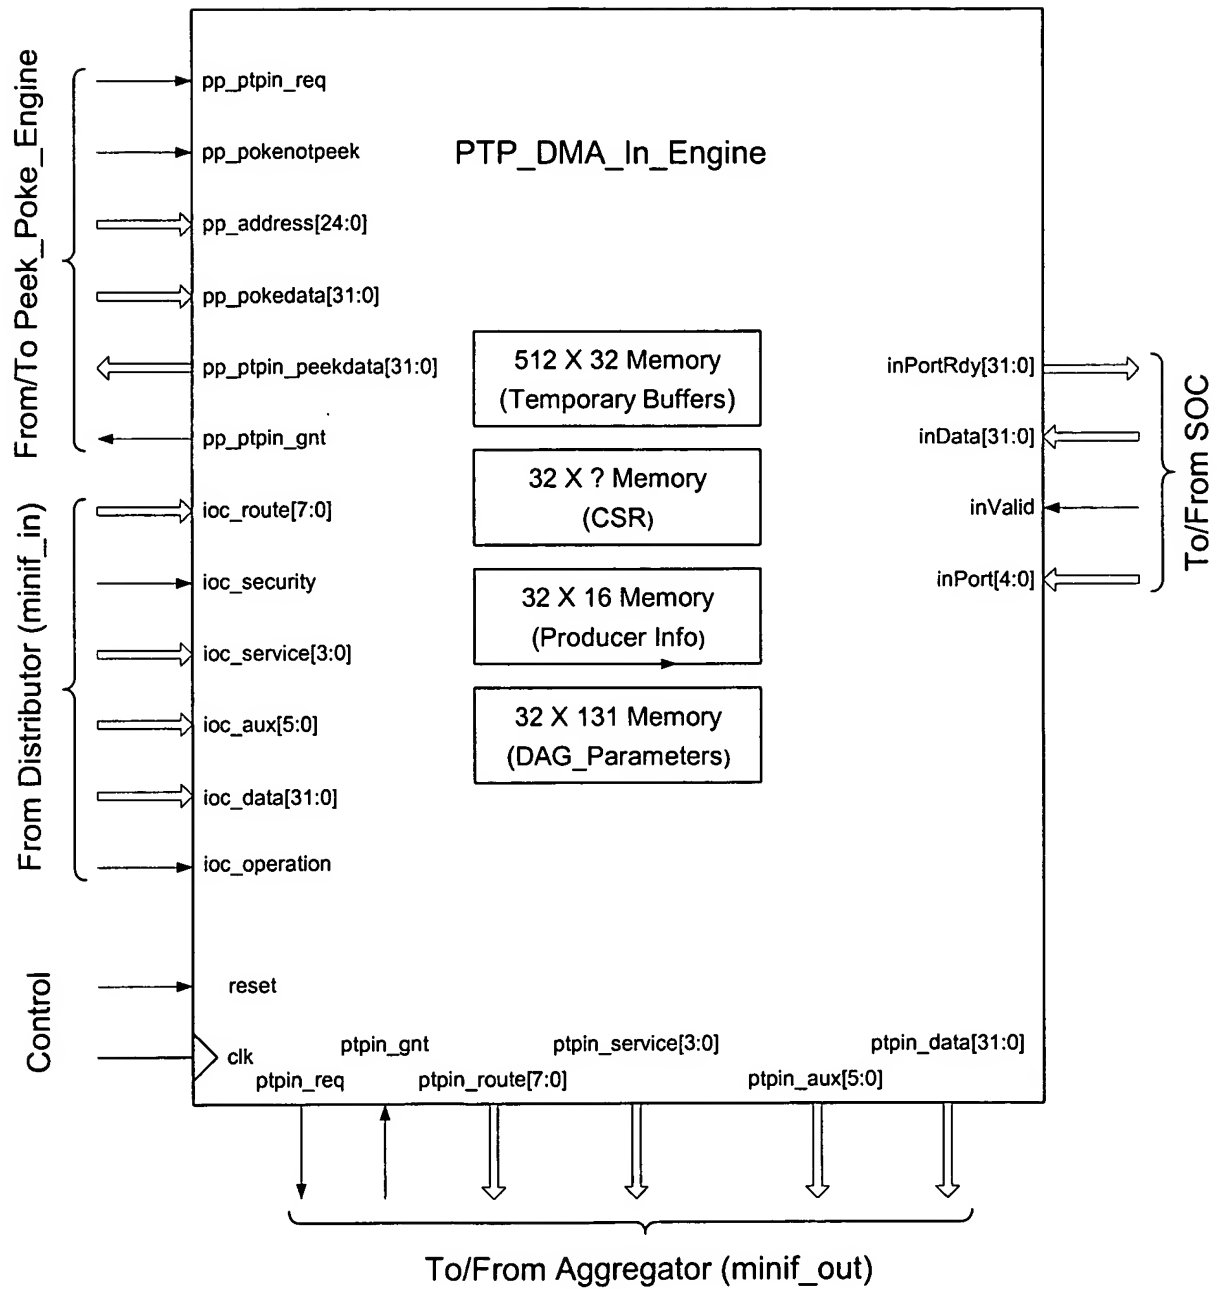 From/To Peek_Poke_Engine
pp_ptpin_req
pp_pokenotpeek
pp_address[24:0]
pp_pokedata[31:0]
pp_ptpin_peekdata[31:0]
pp_ptpin_gnt
From Distributor (minif_in)
ioc_route[7:0]
ioc_security
ioc_service[3:0]
ioc_aux[5:0]
ioc_data[31:0]
ioc_operation
Control
reset
clk
PTP_DMA_In_Engine
512 X 32 Memory
(Temporary Buffers)
32 X ? Memory
(CSR)
32 X 16 Memory
(Producer Info)
32 X 131 Memory
(DAG_Parameters)
inPortRdy[31:0]
inData[31:0]
inValid
inPort[4:0]
To/From SOC
ptpin_gnt
ptpin_service[3:0]
ptpin_data[31:0]
ptpin_req
ptpin_route[7:0]
ptpin_aux[5:0]
To/From Aggregator (minif_out)